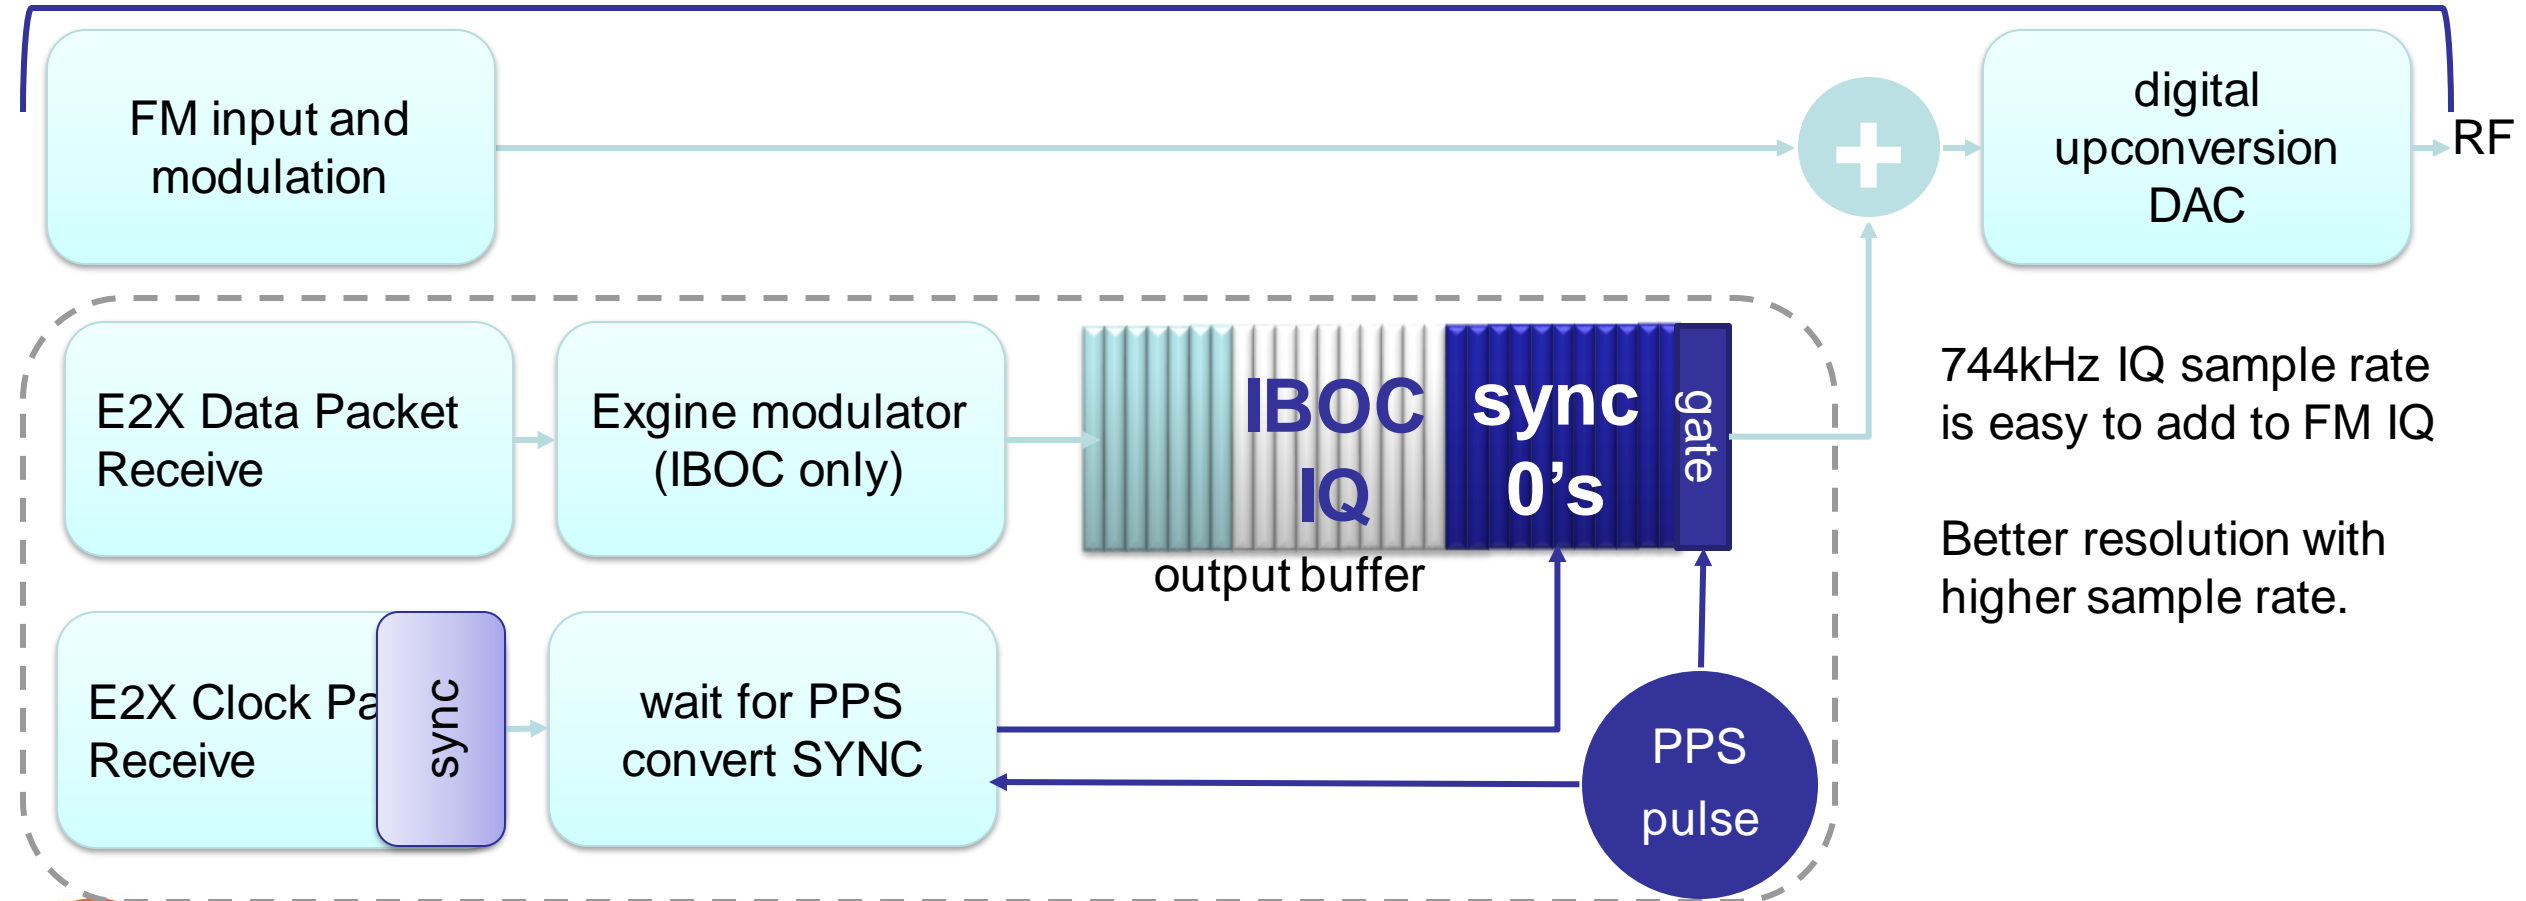 FM input and
modulation
+
digital
upconversion
DAC
RF
E2X Data Packet
Receive
Exgine modulator
(IBOC only)
IBOC
IQ
sync
0's
gate
output buffer
744kHz IQ sample rate
is easy to add to FM IQ
Better resolution with
higher sample rate.
E2X Clock Pa
Receive
sync
wait for PPS
convert SYNC
PPS
pulse